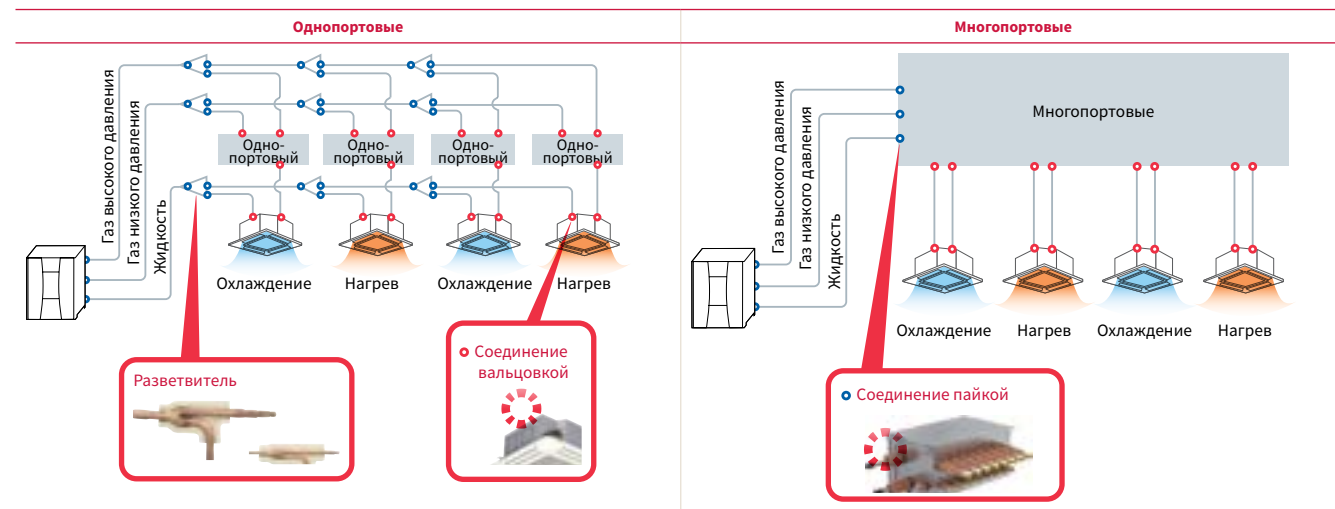 Однопортовые
Многопортовые
Газ высокого давления
Газ низкого давления
Жидкость
Одно-
портовый
Одно-
портовый
Одно-
портовый
Одно-
портовый
Охлаждение
Нагрев
Охлаждение
Нагрев
Разветвитель
Соединение
вальцовкой
Газ высокого давления
Газ низкого давления
Жидкость
Многопортовые
Охлаждение
Нагрев
Охлаждение
Нагрев
Соединение пайкой